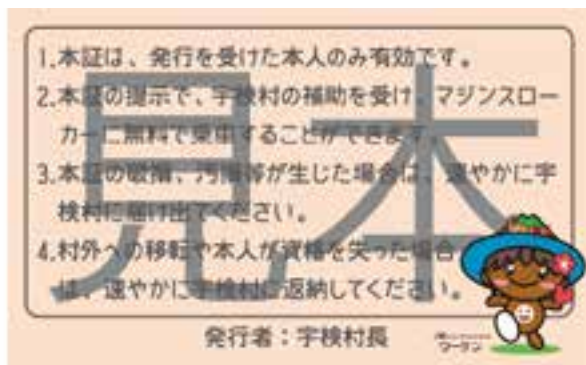 1.本証は、発行を受けた本人のみ有効です。
2.本証の提示で、宇検村の補助を受け、マジンスロー
カーに無料で乗車することができます。
3.本証の破損、汚損等が生じた場合は、速やかに宇
検村に届け出てください。
4.村外への移転や本人が資格を失った場合
は、速やかに宇検村に返納してください。
見本
発行者：宇検村長